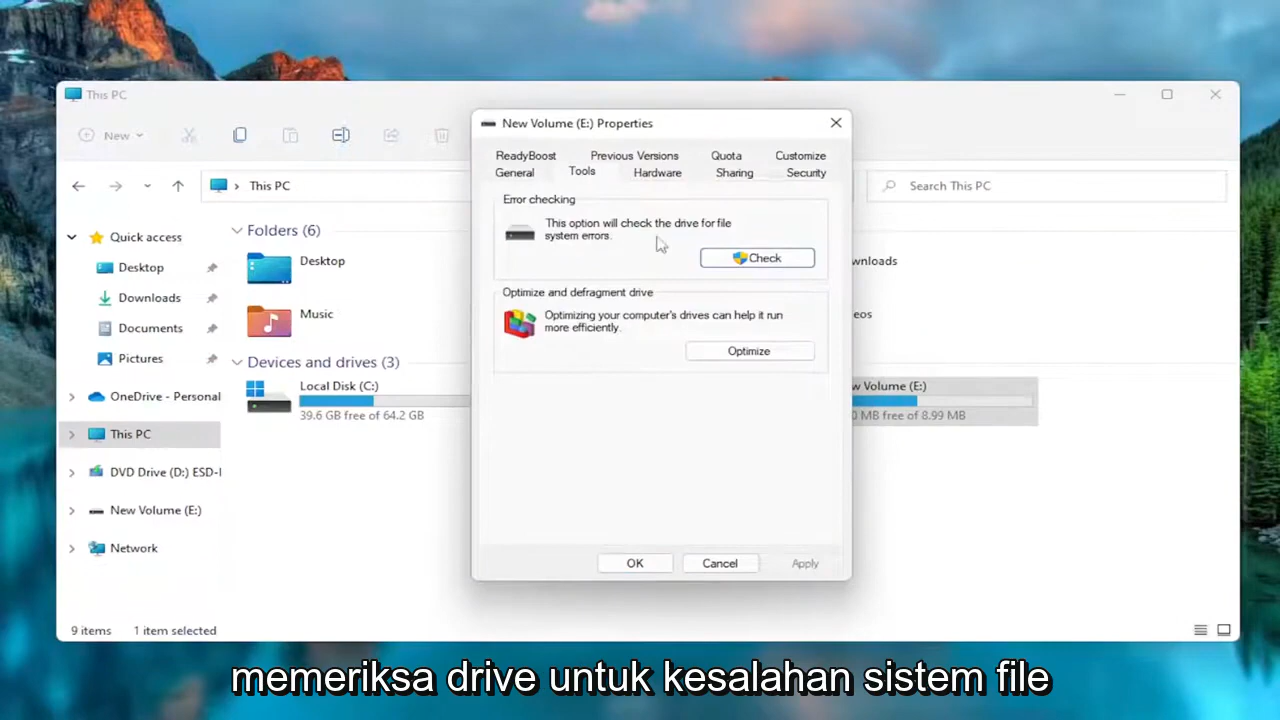 This PC
New
This PC
Search This PC
Quick access
Desktop
Downloads
Documents
Pictures
OneDrive - Personal
This PC
DVD Drive (D:) ESD-I
New Volume (E:)
Network
Folders (6)
Desktop
Music
wnloads
eos
Devices and drives (3)
Local Disk (C:)
39.6 GB free of 64.2 GB
w Volume (E:)
0 MB free of 8.99 MB
9 items
1 item selected
New Volume (E:) Properties
ReadyBoost Previous Versions Quota Customize
General Tools Hardware Sharing Security
Error checking
This option will check the drive for file
system errors.
Check
Optimize and defragment drive
Optimizing your computer's drives can help it run
more efficiently.
Optimize
OK Cancel Apply
memeriksa drive untuk kesalahan sistem file